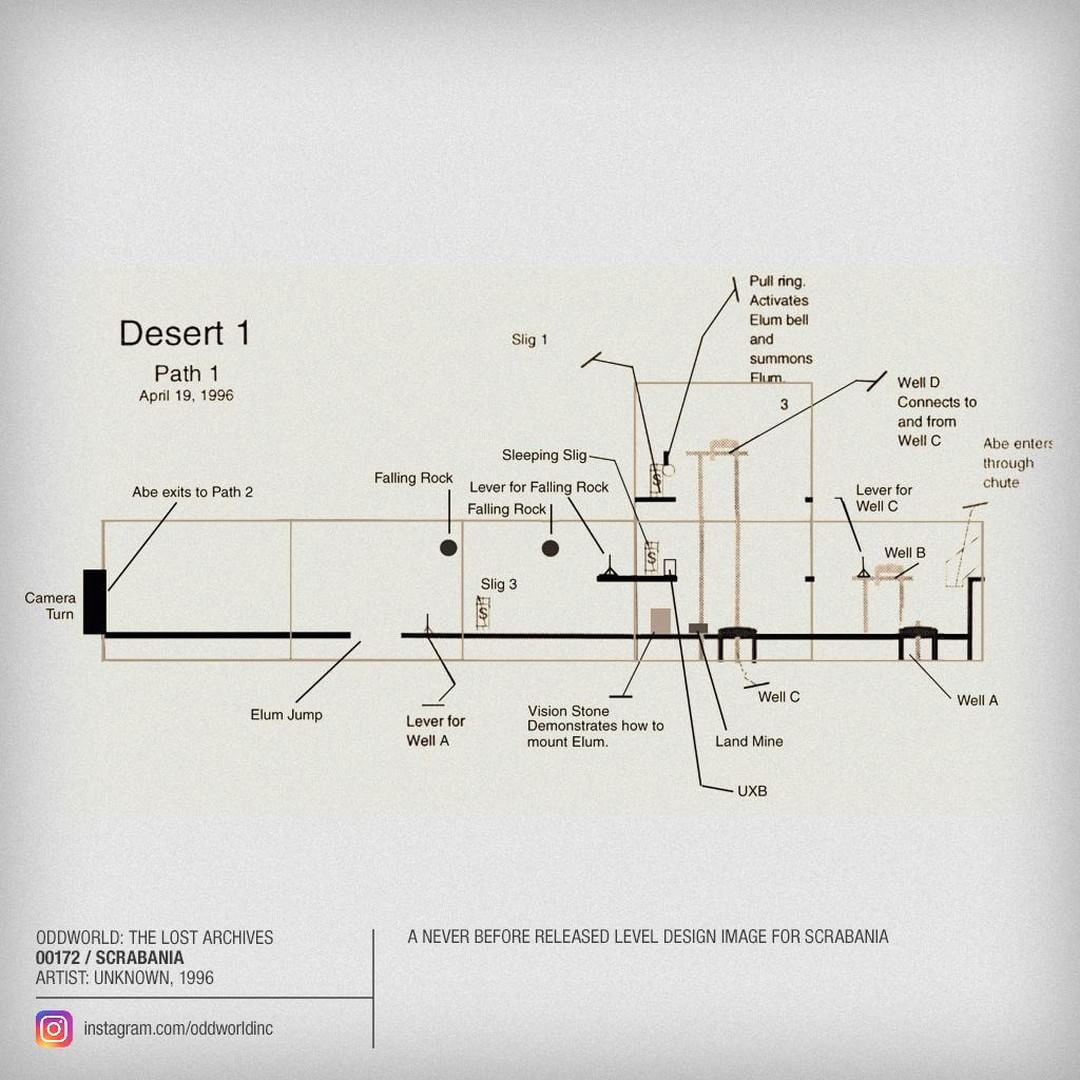 Desert 1
Path 1
April 19, 1996
Slig 1
Pull ring.
Activates
Elum bell
and
summons
Elum.
3
Well D
Connects to
and from
Well C
Abe enters
through
chute
Sleeping Slig
Falling Rock
Lever for Falling Rock
Falling Rock
Abe exits to Path 2
Lever for
Well C
Well B
Slig 3
S
S
S
Camera
Turn
Elum Jump
Lever for
Well A
Vision Stone
Demonstrates how to
mount Elum.
Land Mine
Well C
Well A
UXB
ODDWORLD: THE LOST ARCHIVES
00172 / SCRABANIA
ARTIST: UNKNOWN, 1996
instagram.com/oddworldinc
A NEVER BEFORE RELEASED LEVEL DESIGN IMAGE FOR SCRABANIA